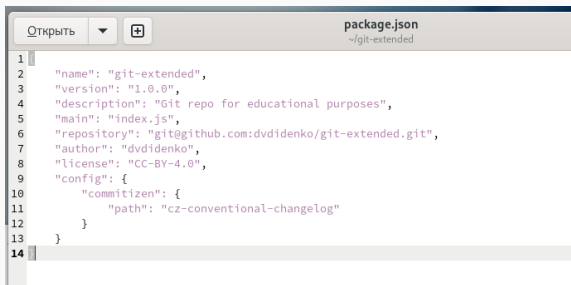 Открыть
package.json
~/git-extended
1 {
2 "name": "git-extended",
3 "version": "1.0.0",
4 "description": "Git repo for educational purposes",
5 "main": "index.js",
6 "repository": "git@github.com:dvdidenko/git-extended.git",
7 "author": "dvdidenko",
8 "license": "CC-BY-4.0",
9 "config": {
10 "commitizen": {
11 "path": "cz-conventional-changelog"
12 }
13 }
14 }